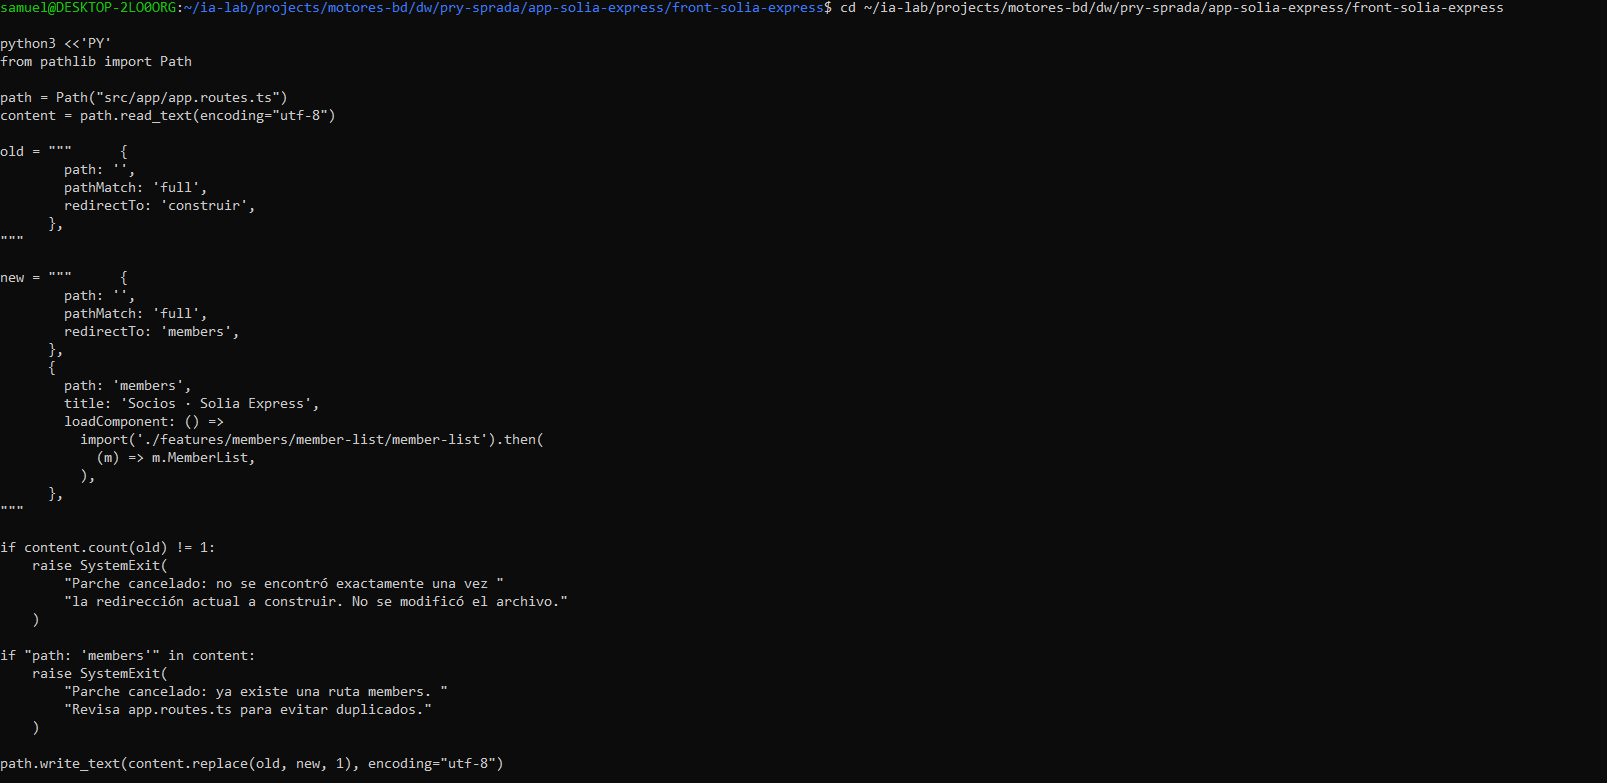 samuel@DESKTOP-2LO0ORG:~/ia-lab/projects/motores-bd/dw/pry-sprada/app-solia-express/front-solia-express$ cd ~/ia-lab/projects/motores-bd/dw/pry-sprada/app-solia-express/front-solia-express

python3 <<'PY'
from pathlib import Path

path = Path("src/app/app.routes.ts")
content = path.read_text(encoding="utf-8")

old = """      {
        path: '',
        pathMatch: 'full',
        redirectTo: 'construir',
      },
"""

new = """      {
        path: '',
        pathMatch: 'full',
        redirectTo: 'members',
      },
      {
        path: 'members',
        title: 'Socios · Solia Express',
        loadComponent: () =>
          import('./features/members/member-list/member-list').then(
            (m) => m.MemberList,
          ),
      },
"""

if content.count(old) != 1:
    raise SystemExit(
        "Parche cancelado: no se encontró exactamente una vez "
        "la redirección actual a construir. No se modificó el archivo."
    )

if "path: 'members'" in content:
    raise SystemExit(
        "Parche cancelado: ya existe una ruta members. "
        "Revisa app.routes.ts para evitar duplicados."
    )

path.write_text(content.replace(old, new, 1), encoding="utf-8")